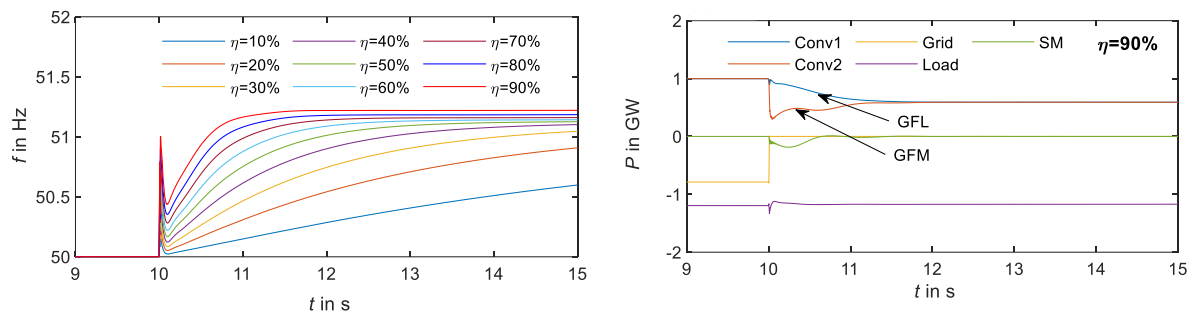 52
51.5
51
50.5
50
9
10
11
12
13
14
15
f in Hz
t in s
η=10%
η=40%
η=70%
η=20%
η=50%
η=80%
η=30%
η=60%
η=90%
2
1
0
-1
-2
9
10
11
12
13
14
15
P in GW
t in s
Conv1
Grid
SM
η=90%
Conv2
Load
GFL
GFM